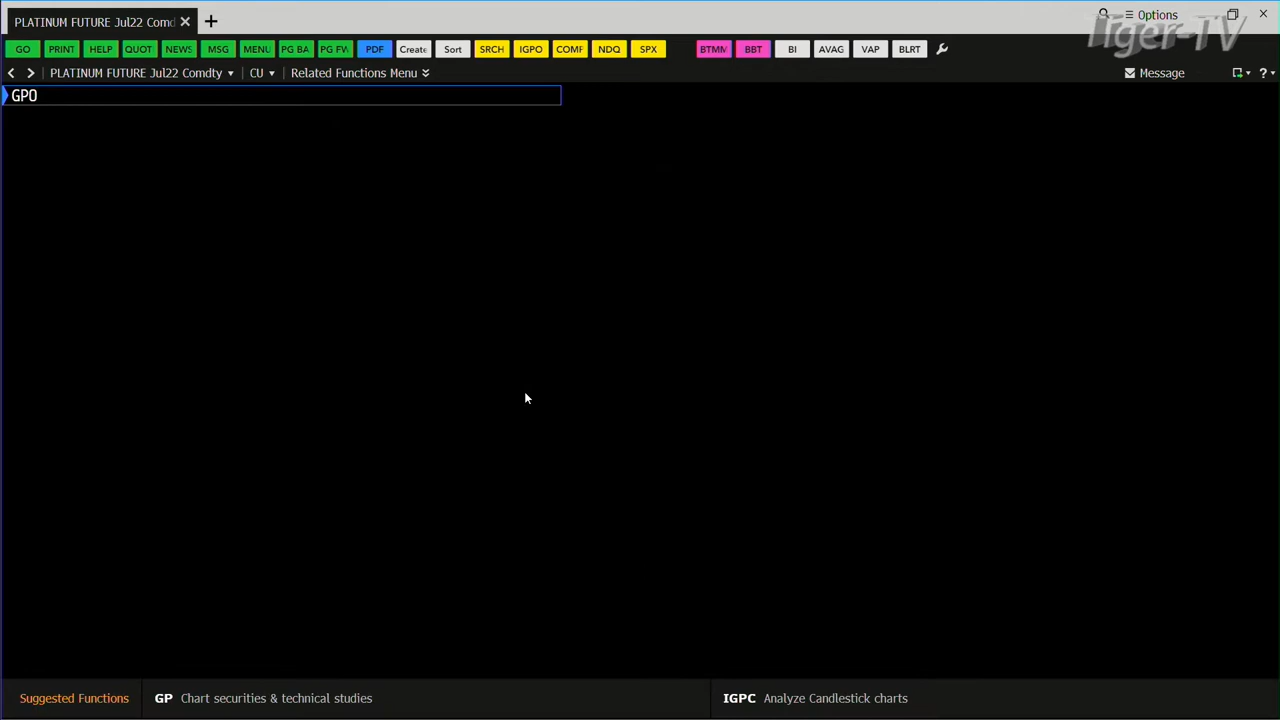 PLATINUM FUTURE Jul22 Comd
Options
Tiger-TV
GO PRINT HELP QUOT NEWS MSG MENU PG BA PG FW PDF Create Sort SRCH IGPO COMF NDQ SPX BTMM BBT BI AVAG VAP BLRT
PLATINUM FUTURE Jul22 Comdty CU Related Functions Menu Message ?
GPO
Suggested Functions GP Chart securities & technical studies IGPC Analyze Candlestick charts